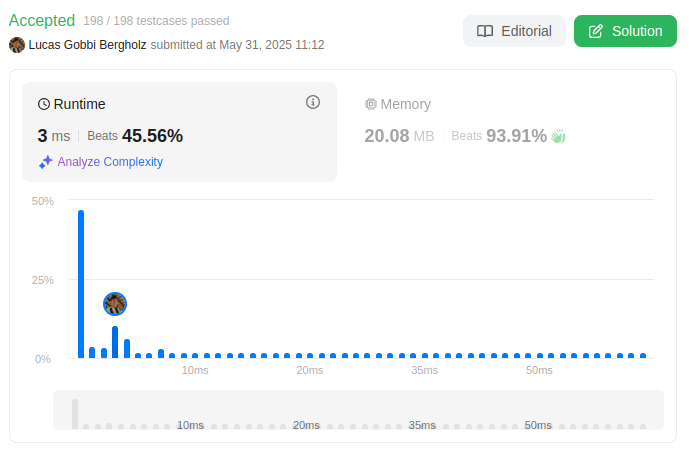 Accepted 198 / 198 testcases passed
Lucas Gobbi Bergholz submitted at May 31, 2025 11:12
Editorial
Solution
Runtime
3 ms Beats 45.56%
Analyze Complexity
Memory
20.08 MB Beats 93.91%
50%
25%
0%
10ms 20ms 35ms 50ms
10ms 20ms 35ms 50ms